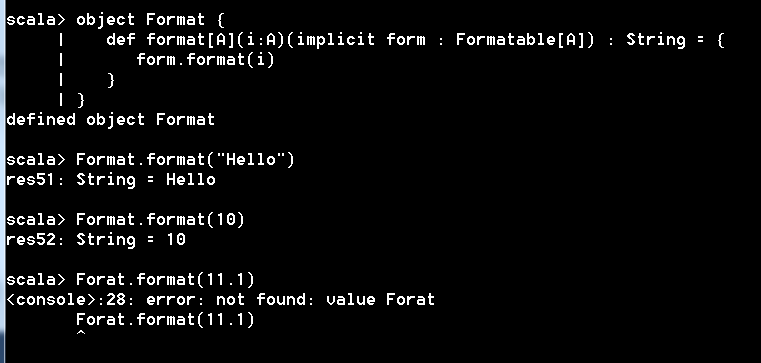 scala> object Format {
     |    def format[A](i:A)(implicit form : Formatable[A]) : String = {
     |       form.format(i)
     |    }
     | }
defined object Format
scala> Format.format("Hello")
res51: String = Hello
scala> Format.format(10)
res52: String = 10
scala> Forat.format(11.1)
<console>:28: error: not found: value Forat
       Forat.format(11.1)
       ^